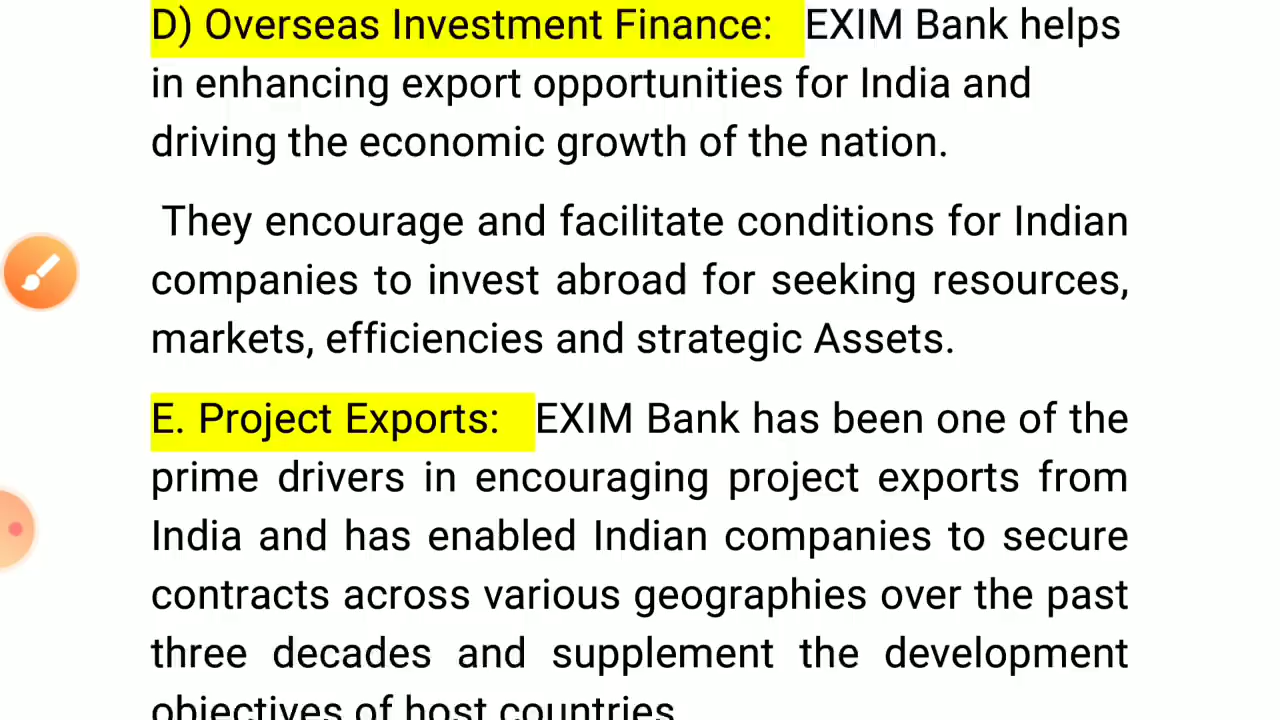 D) Overseas Investment Finance: EXIM Bank helps
in enhancing export opportunities for India and
driving the economic growth of the nation.
They encourage and facilitate conditions for Indian
companies to invest abroad for seeking resources,
markets, efficiencies and strategic Assets.
E. Project Exports: EXIM Bank has been one of the
prime drivers in encouraging project exports from
India and has enabled Indian companies to secure
contracts across various geographies over the past
three decades and supplement the development
objectives of host countries.